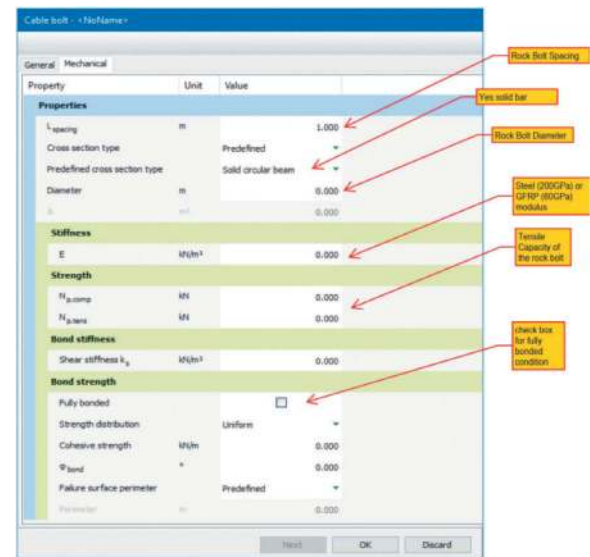 Cable bolt - <NoName>
General Mechanical
Property Unit Value
Properties
L spacing m 1.000
Cross section type Predefined
Predefined cross section type Solid circular beam
Diameter m 0.000
A m² 0.000
Stiffness
E kN/m² 0.000
Strength
N p,comp kN 0.000
N p,tens kN 0.000
Bond stiffness
Shear stiffness k s kN/m² 0.000
Bond strength
Fully bonded
Strength distribution Uniform
Cohesive strength kN/m 0.000
φ bond ° 0.000
Failure surface perimeter Predefined
Perimeter m 0.000
Next OK Discard
Rock Bolt Spacing
Yes solid bar
Rock Bolt Diameter
Steel (200GPa) or
GFRP (60GPa)
modulus
Tensile
Capacity of
the rock bolt
check box
for fully
bonded
condition